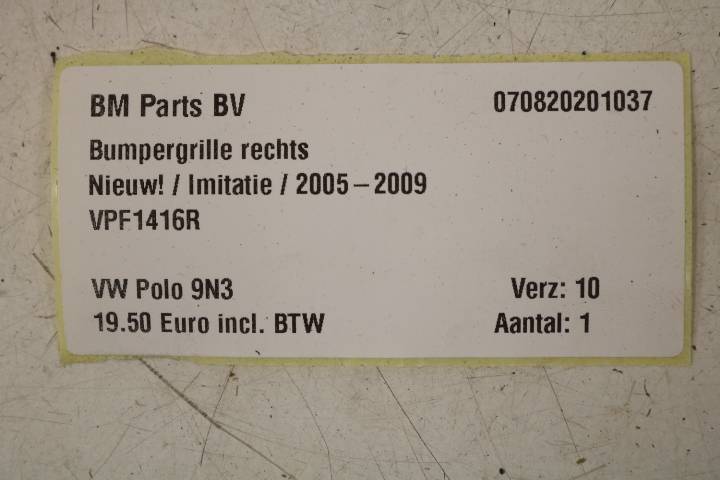 BM Parts BV 070820201037
Bumpergrille rechts
Nieuw! / Imitatie / 2005 – 2009
VPF1416R
VW Polo 9N3 Verz: 10
19.50 Euro incl. BTW Aantal: 1